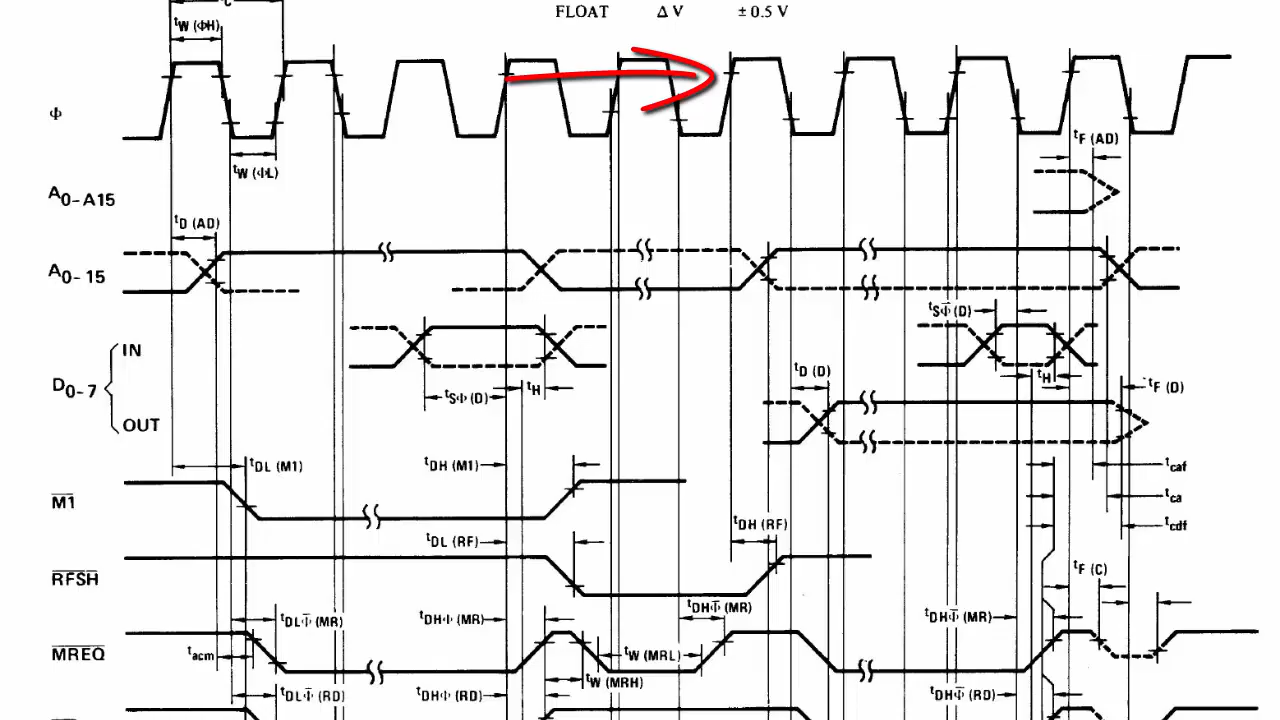 FLOAT ΔV ± 0.5 V
tC
tW (ΦH)
Φ
tW (ΦL)
tF (AD)
A0–A15
tD (AD)
A0–15
tSΦ̄ (D)
IN
D0–7
tSΦ (D)
tH
tD (D)
tH
tF (D)
OUT
tDL (M1)
tDH (M1)
tcaf
M̅1̅
tca
tDH (RF)
tcdf
tDL (RF)
R̅F̅S̅H̅
tF (C)
tDLΦ̄ (MR)
tDHΦ (MR)
tDHΦ̄ (MR)
tDHΦ̄ (MR)
M̅R̅E̅Q̅
tacm
tW (MRL)
tW (MRH)
tDLΦ̄ (RD)
tDHΦ (RD)
tDHΦ̄ (RD)